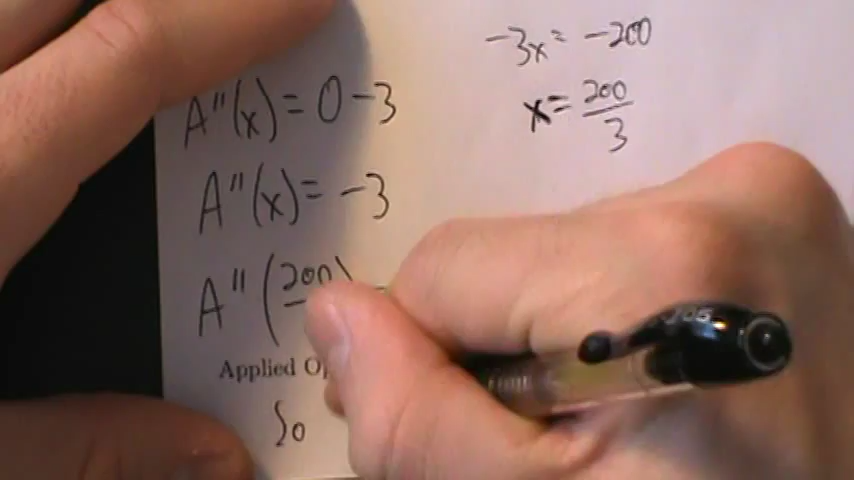 -3x = -200
x = 200/3
A''(x) = 0 - 3
A''(x) = -3
A''(200
Applied
So